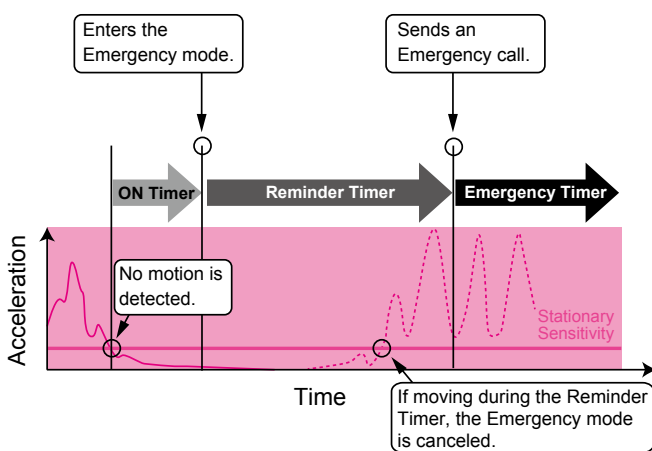 Enters the
Emergency mode.
Sends an
Emergency call.
ON Timer
Reminder Timer
Emergency Timer
No motion is
detected.
Stationary
Sensitivity
Acceleration
Time
If moving during the Reminder
Timer, the Emergency mode
is canceled.